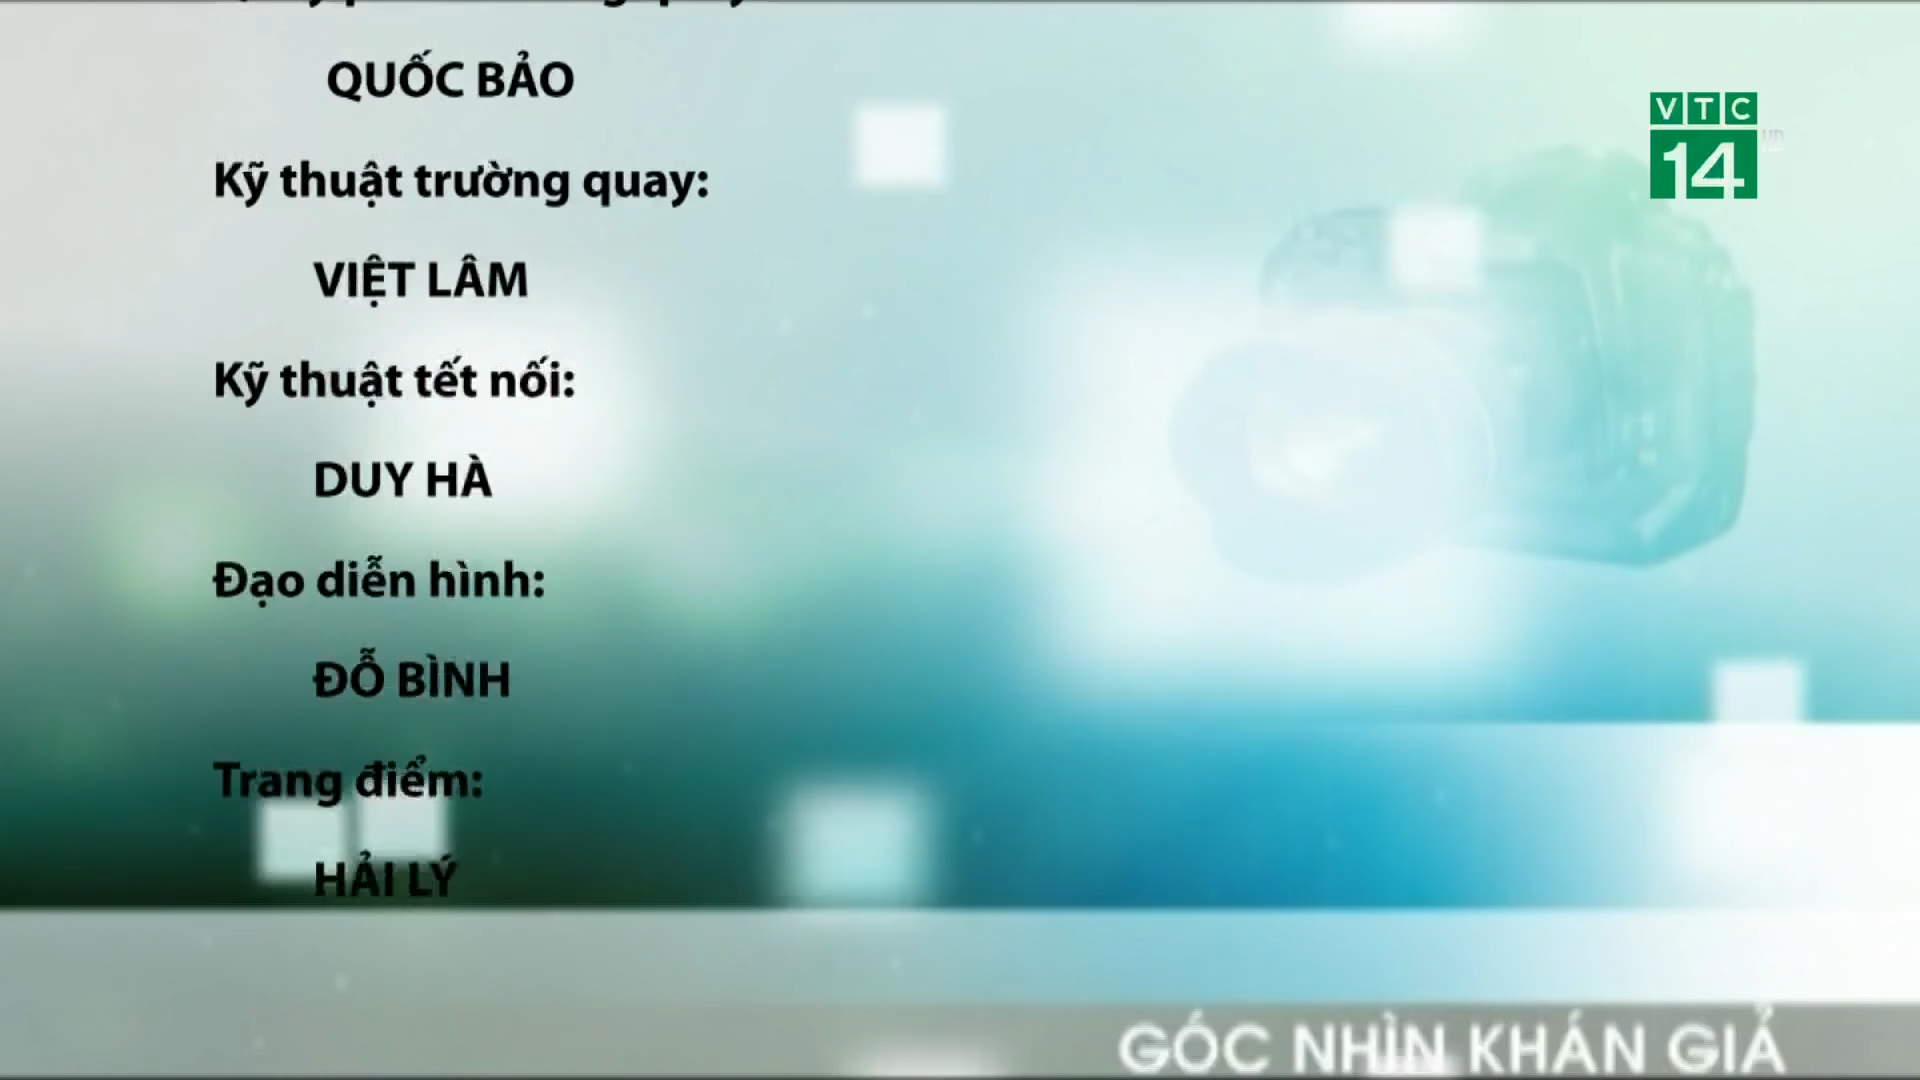 QUỐC BẢO
Kỹ thuật trường quay:
VIỆT LÂM
Kỹ thuật tết nối:
DUY HÀ
Đạo diễn hình:
ĐỖ BÌNH
Trang điểm:
HẢI LÝ
VTC
14
HD
GÓC NHÌN KHÁN GIẢ